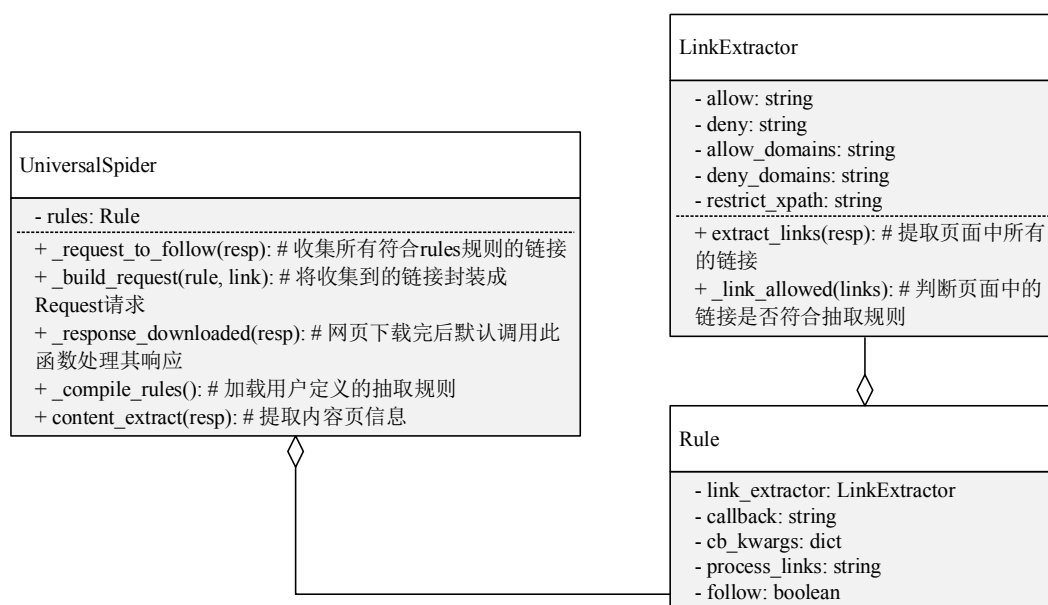 UniversalSpider
- rules: Rule
+ _request_to_follow(resp): # 收集所有符合rules规则的链接
+ _build_request(rule, link): # 将收集到的链接封装成
Request请求
+ _response_downloaded(resp): # 网页下载完后默认调用此
函数处理其响应
+ _compile_rules(): # 加载用户定义的抽取规则
+ content_extract(resp): # 提取内容页信息
LinkExtractor
- allow: string
- deny: string
- allow_domains: string
- deny_domains: string
- restrict_xpath: string
+ extract_links(resp): # 提取页面中所有
的链接
+ _link_allowed(links): # 判断页面中的
链接是否符合抽取规则
Rule
- link_extractor: LinkExtractor
- callback: string
- cb_kwargs: dict
- process_links: string
- follow: boolean